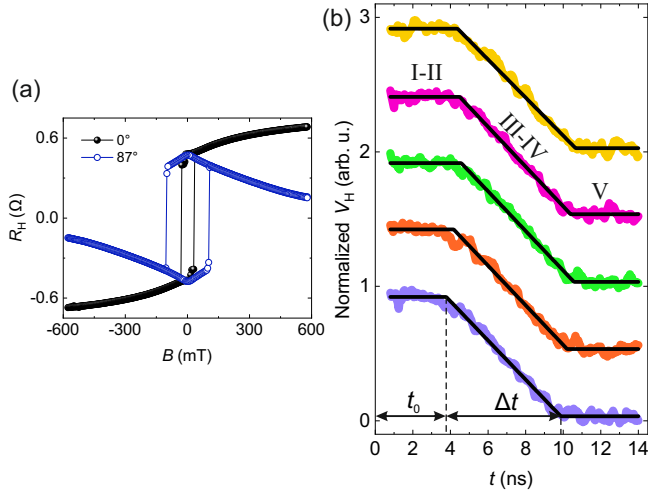 (a)
0°
87°
0.6
0.0
-0.6
R_H (Ω)
-600 -300 0 300 600
B (mT)
(b)
3
2
1
0
Normalized V_H (arb. u.)
I-II
III-IV
V
t_0
Δt
0 2 4 6 8 10 12 14
t (ns)